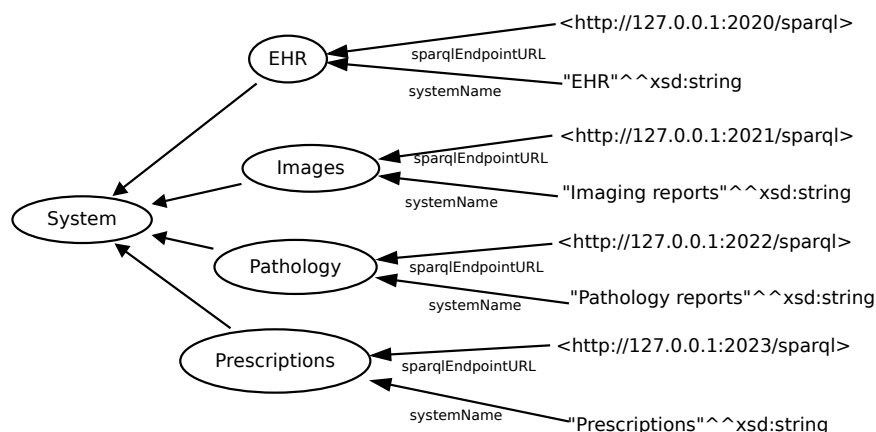 <http://127.0.0.1:2020/sparql>
EHR
sparqlEndpointURL
"EHR"^^xsd:string
systemName
<http://127.0.0.1:2021/sparql>
Images
sparqlEndpointURL
"Imaging reports"^^xsd:string
systemName
System
<http://127.0.0.1:2022/sparql>
Pathology
sparqlEndpointURL
"Pathology reports"^^xsd:string
systemName
<http://127.0.0.1:2023/sparql>
Prescriptions
sparqlEndpointURL
systemName
"Prescriptions"^^xsd:string